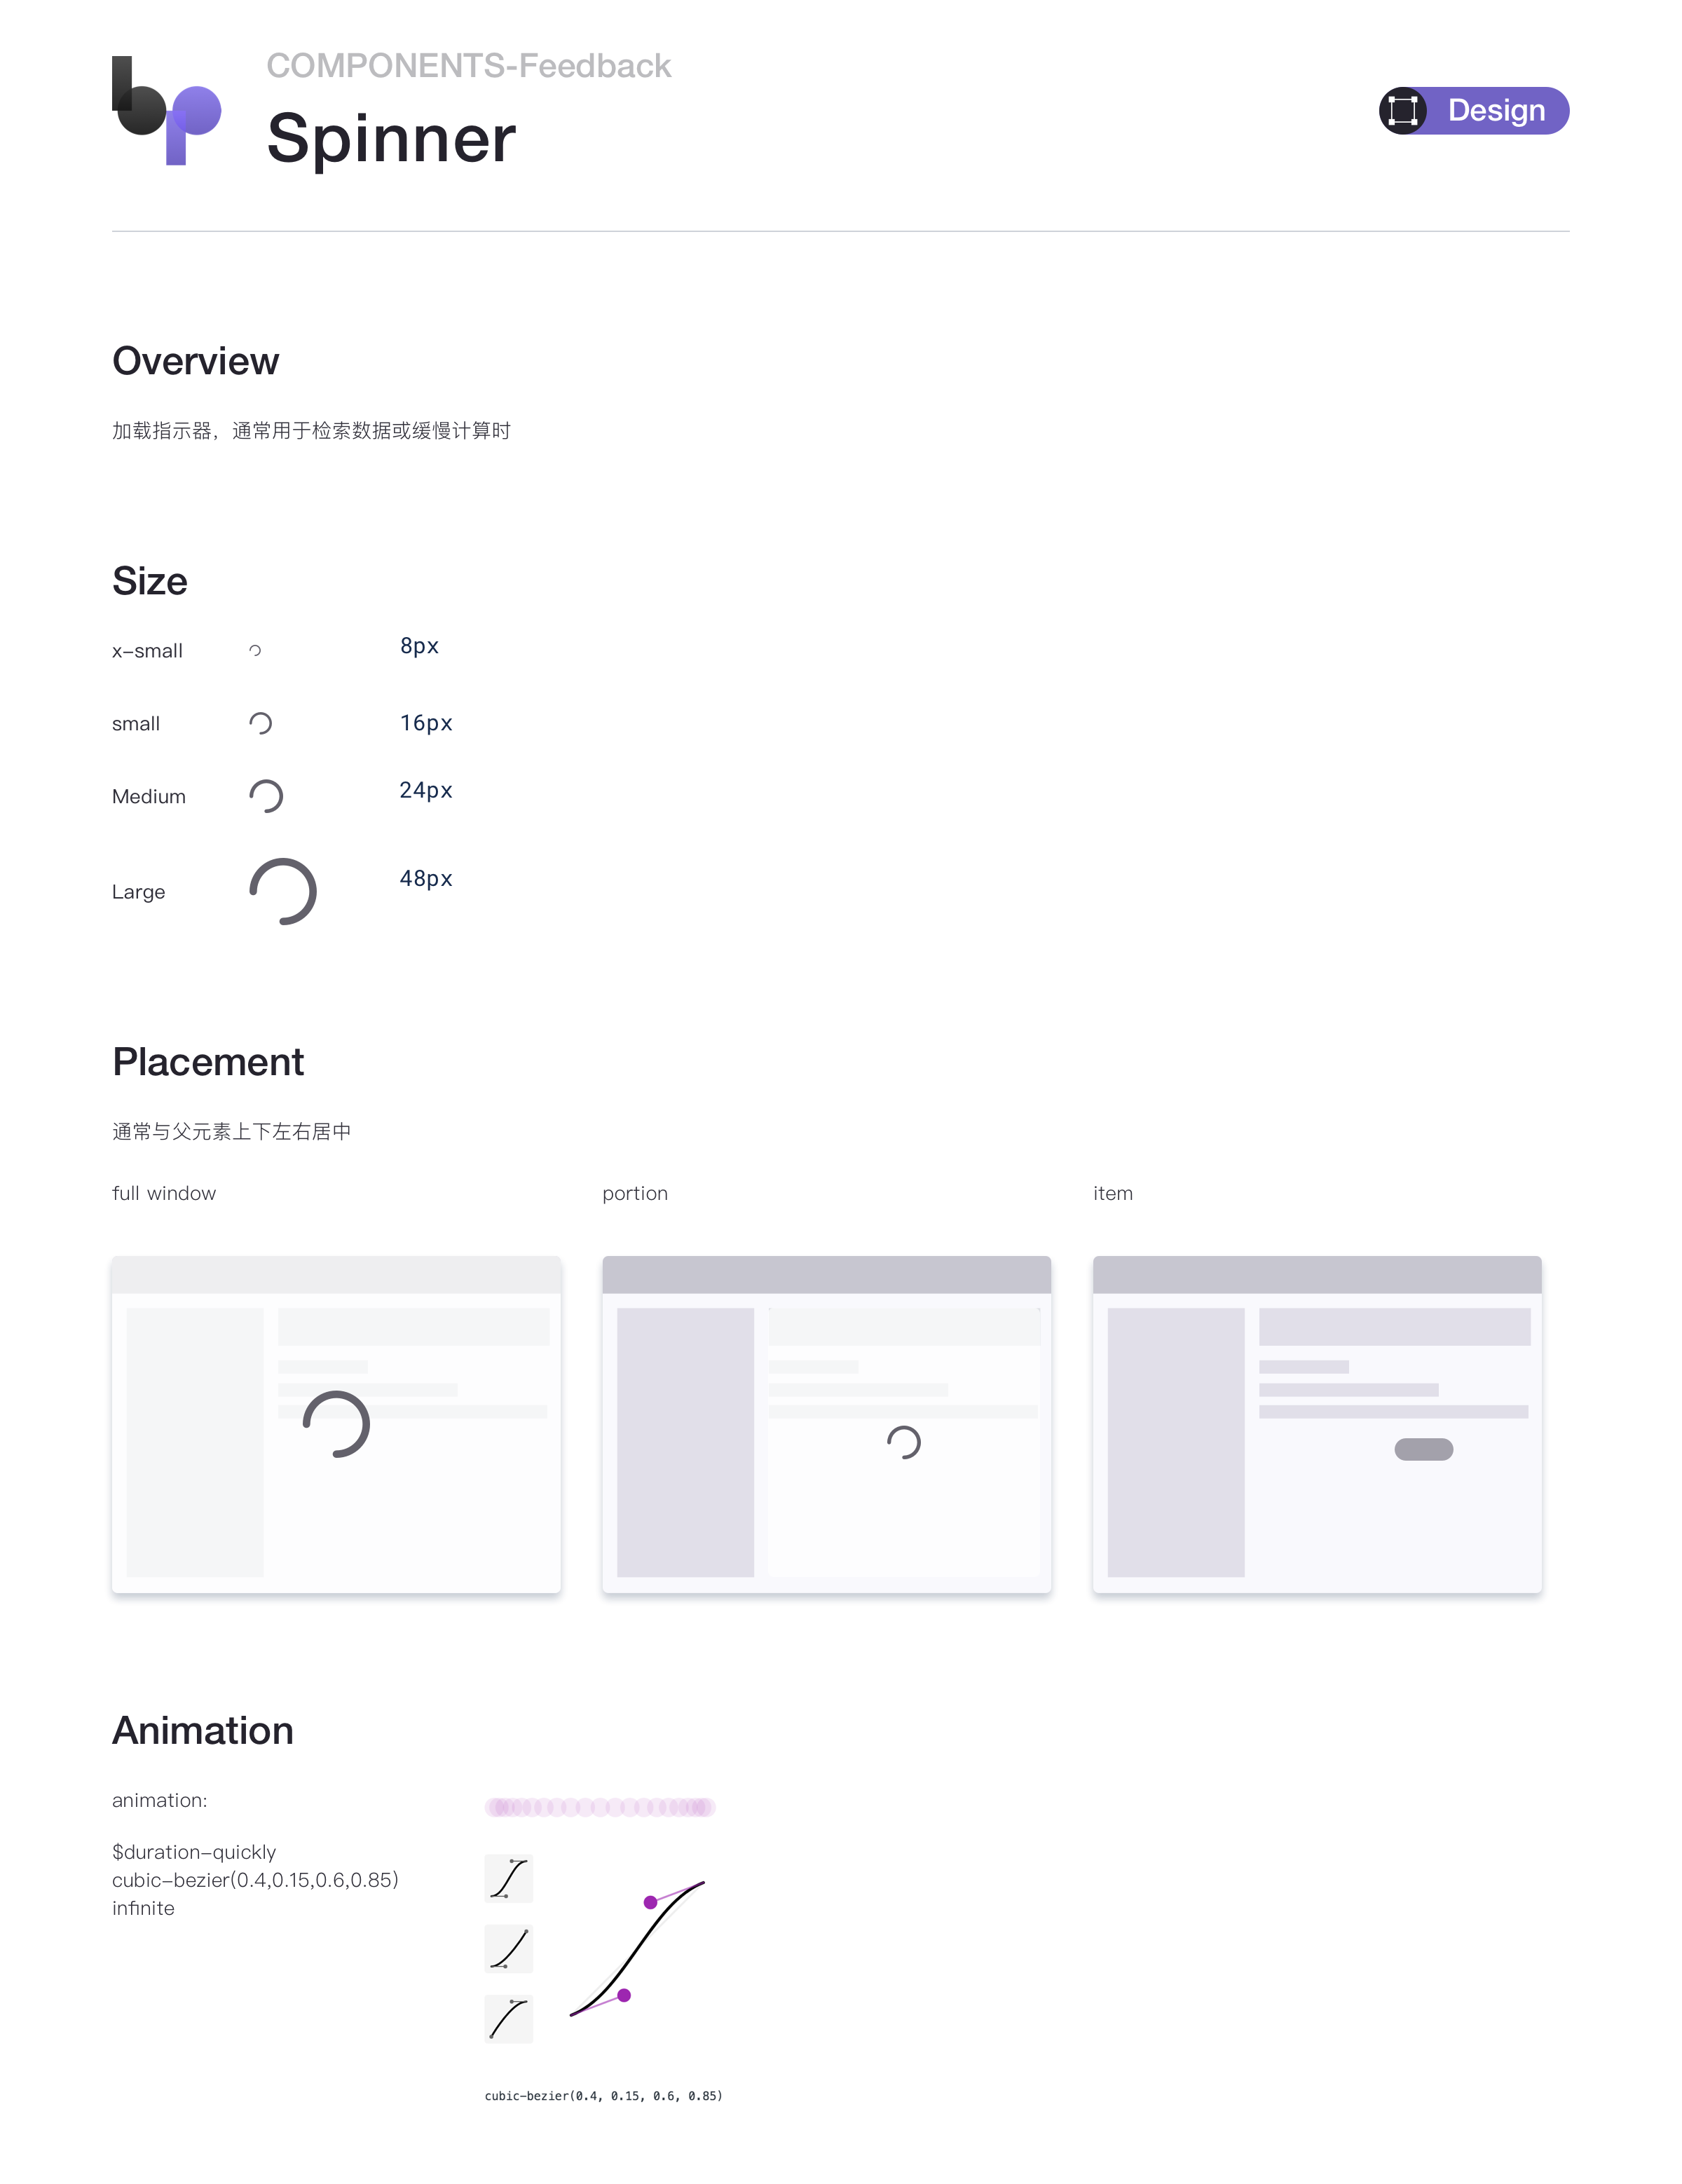 COMPONENTS-Feedback
Spinner
Design
Overview
加载指示器，通常用于检索数据或缓慢计算时
Size
x-small 8px
small 16px
Medium 24px
Large 48px
Placement
通常与父元素上下左右居中
full window portion item
Animation
animation:
$duration-quickly
cubic-bezier(0.4,0.15,0.6,0.85)
infinite
cubic-bezier(0.4, 0.15, 0.6, 0.85)